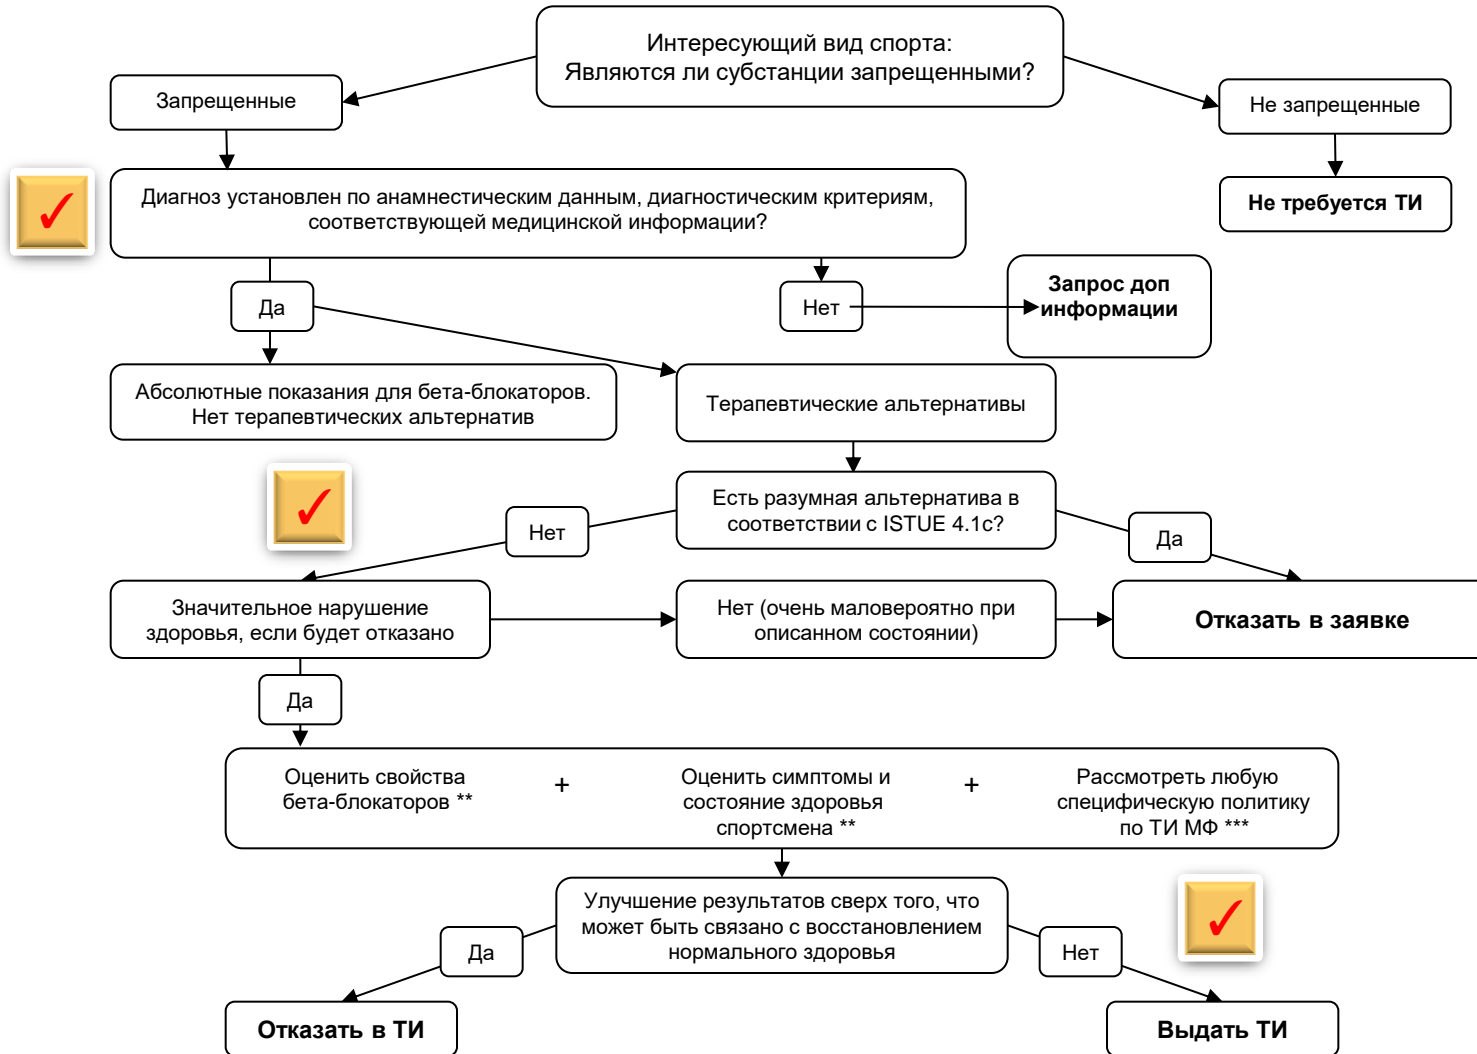 Интересующий вид спорта:
Являются ли субстанции запрещенными?
Запрещенные
Не запрещенные
Диагноз установлен по анамнестическим данным, диагностическим критериям,
соответствующей медицинской информации?
Не требуется ТИ
Да
Нет
Запрос доп
информации
Абсолютные показания для бета-блокаторов.
Нет терапевтических альтернатив
Терапевтические альтернативы
Есть разумная альтернатива в
соответствии с ISTUE 4.1c?
Нет
Да
Значительное нарушение
здоровья, если будет отказано
Нет (очень маловероятно при
описанном состоянии)
Отказать в заявке
Да
Оценить свойства
бета-блокаторов **
+
Оценить симптомы и
состояние здоровья
спортсмена **
+
Рассмотреть любую
специфическую политику
по ТИ МФ ***
Улучшение результатов сверх того, что
может быть связано с восстановлением
нормального здоровья
Да
Нет
Отказать в ТИ
Выдать ТИ